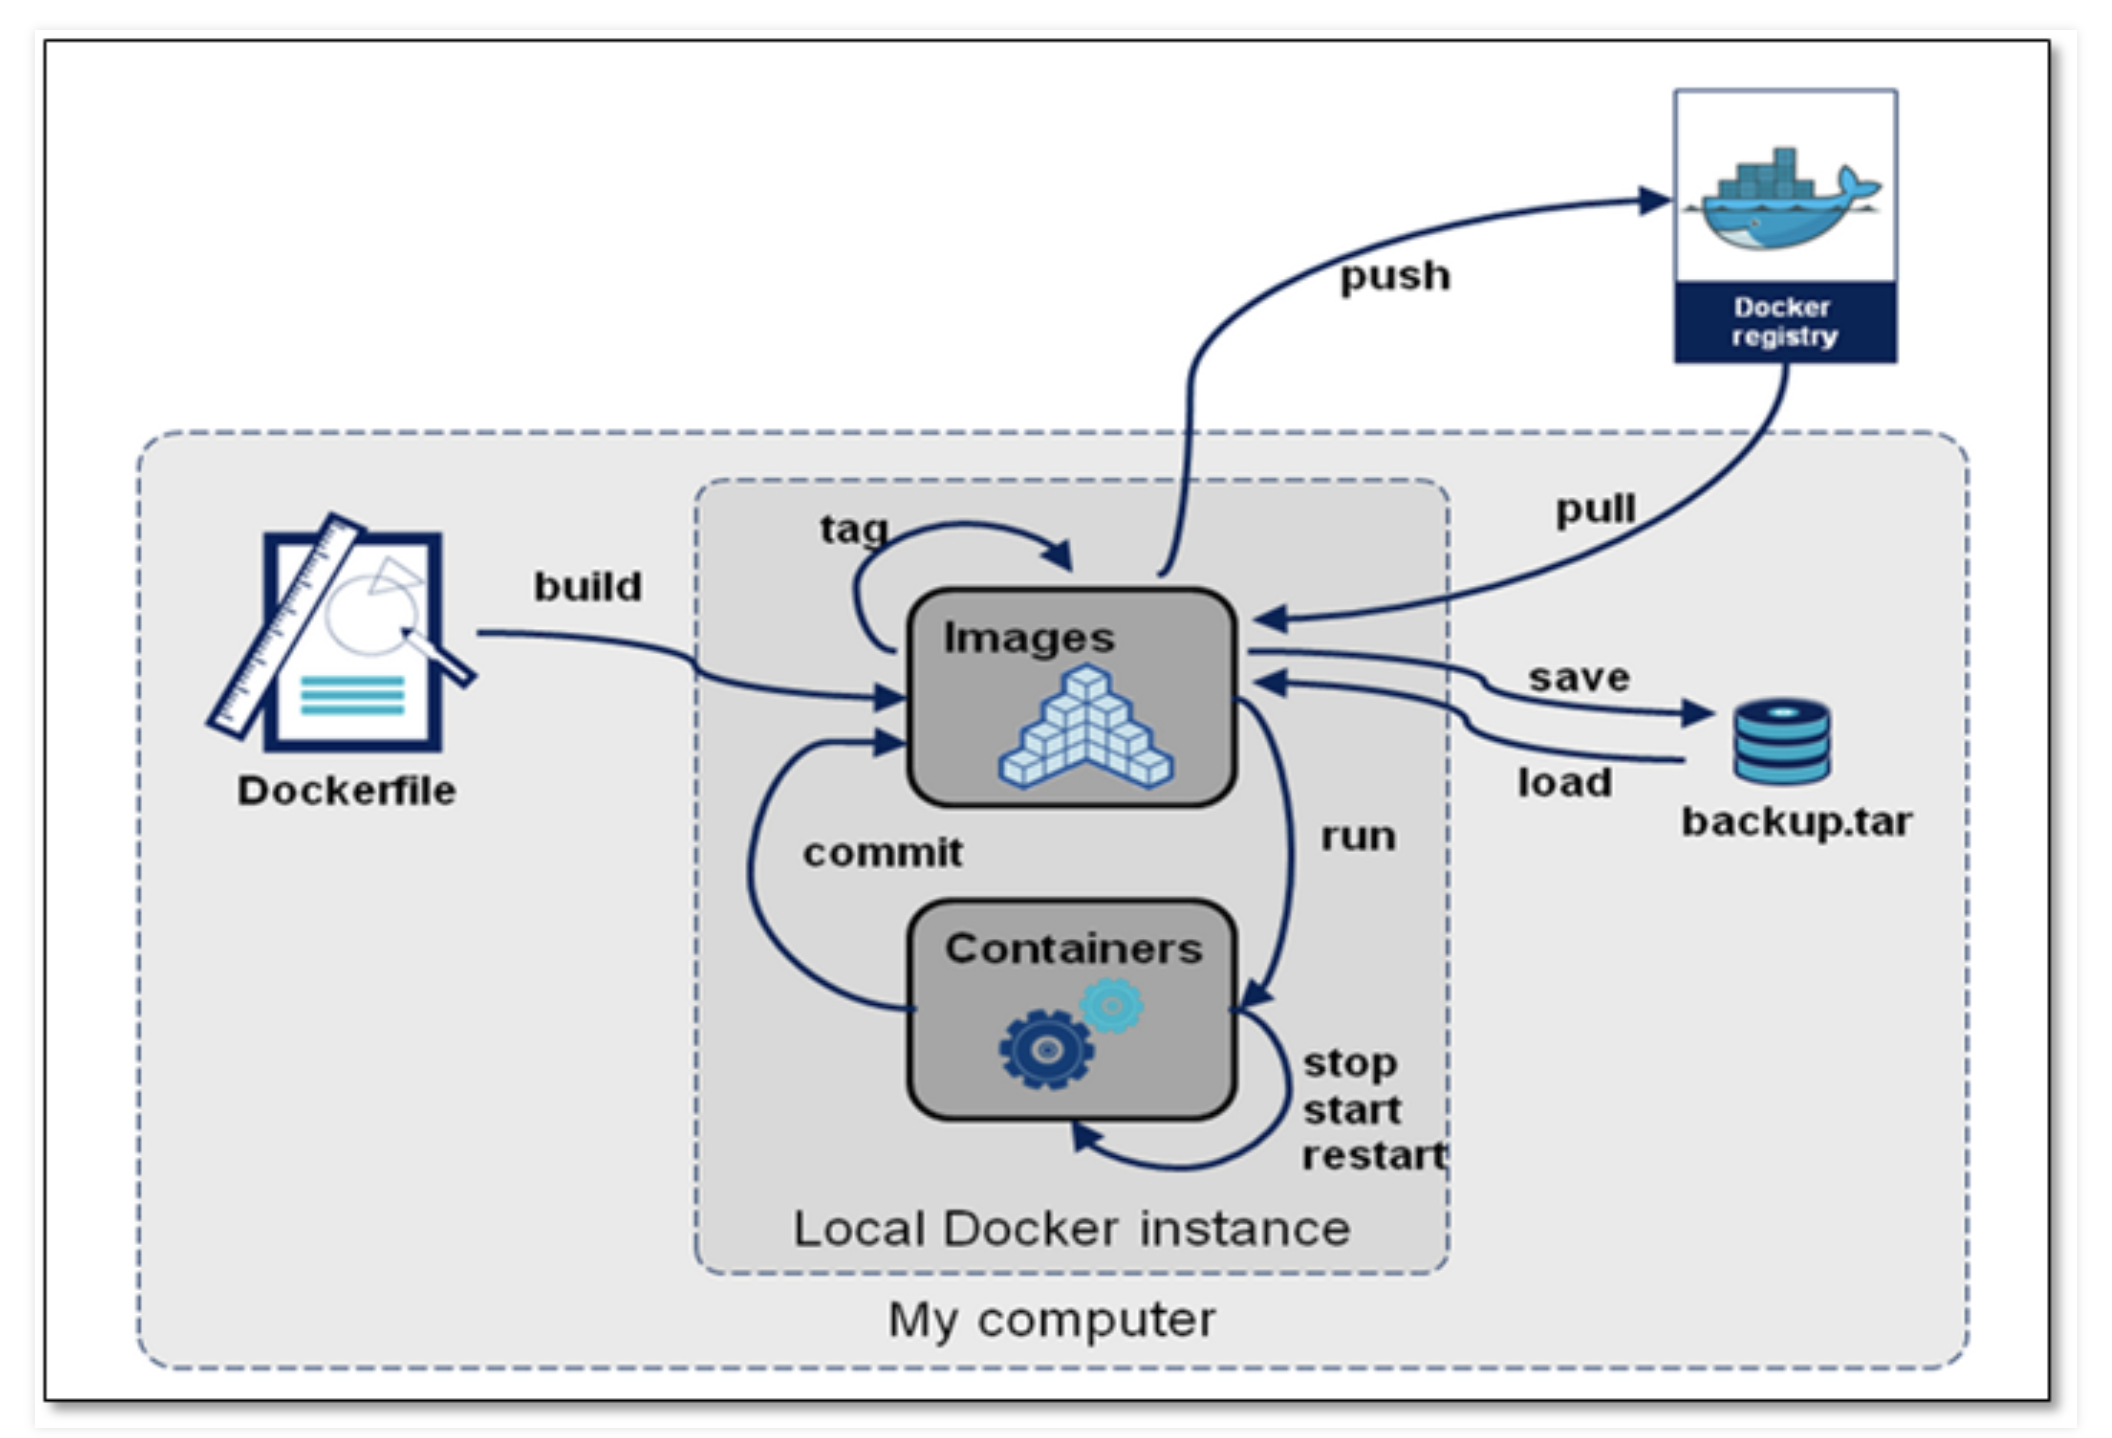 Docker
registry
push
pull
tag
build
Images
save
load
backup.tar
Dockerfile
commit
run
Containers
stop
start
restart
Local Docker instance
My computer